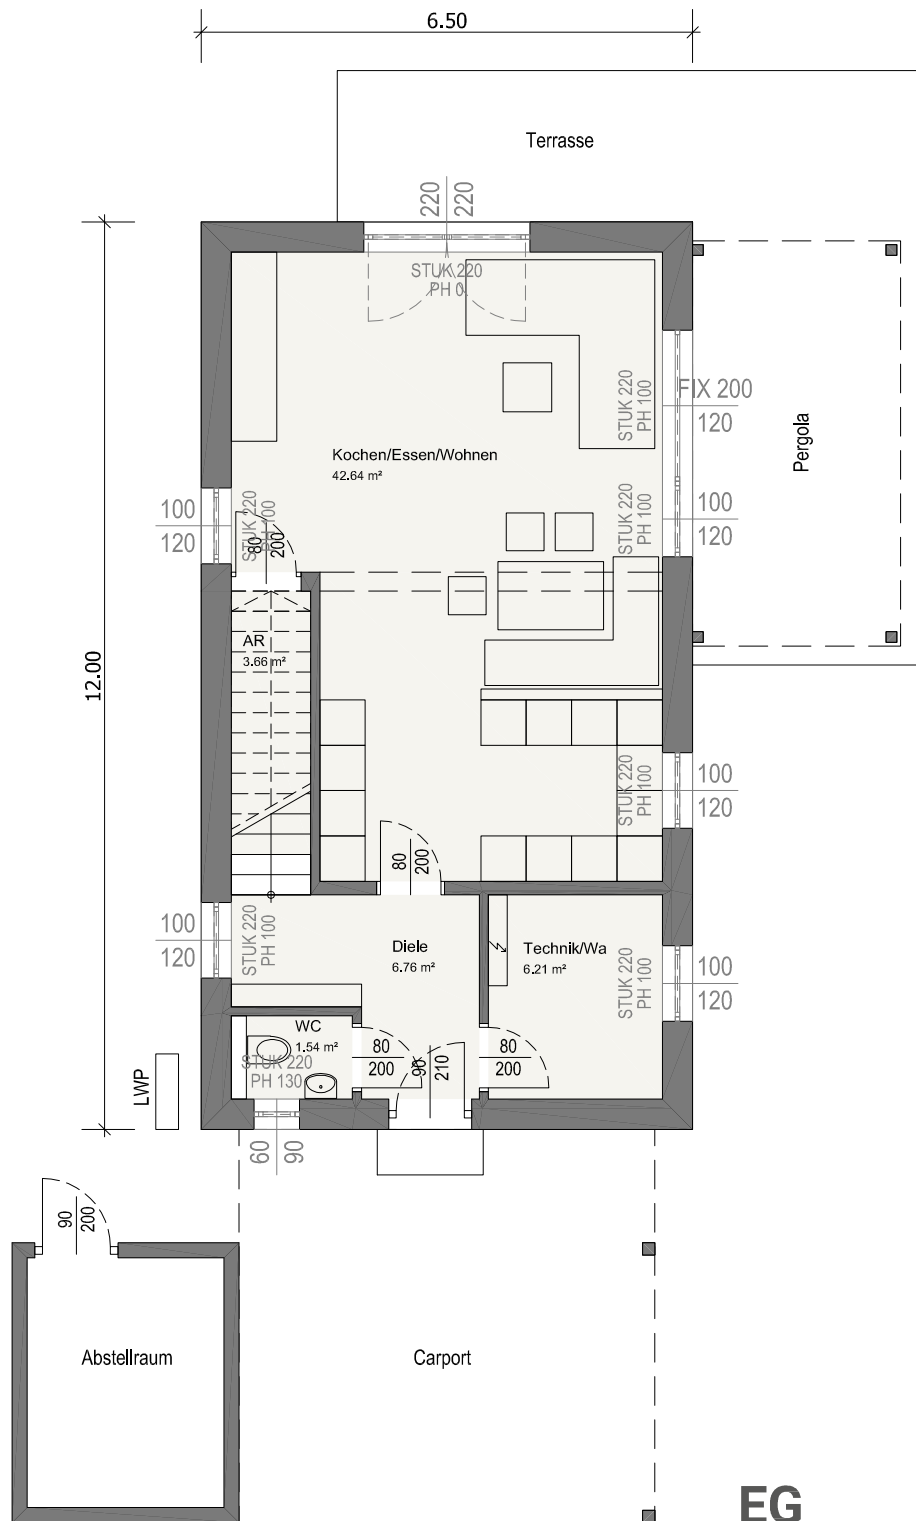 6.50
Terrasse
220
220
STUK 220
PH 0
12.00
FIX 200
120
STUK 220
PH 100
Pergola
Kochen/Essen/Wohnen
42.64 m²
100
120
STUK 220
PH 100
80
200
STUK 220
PH 100
100
120
AR
3.66 m²
STUK 220
PH 100
100
120
80
200
100
120
STUK 220
PH 100
Diele
6.76 m²
Technik/Wa
6.21 m²
STUK 220
PH 100
100
120
WC
1.54 m²
STUK 220
PH 130
80
200
90
210
80
200
LWP
60
90
90
200
Abstellraum
Carport
EG